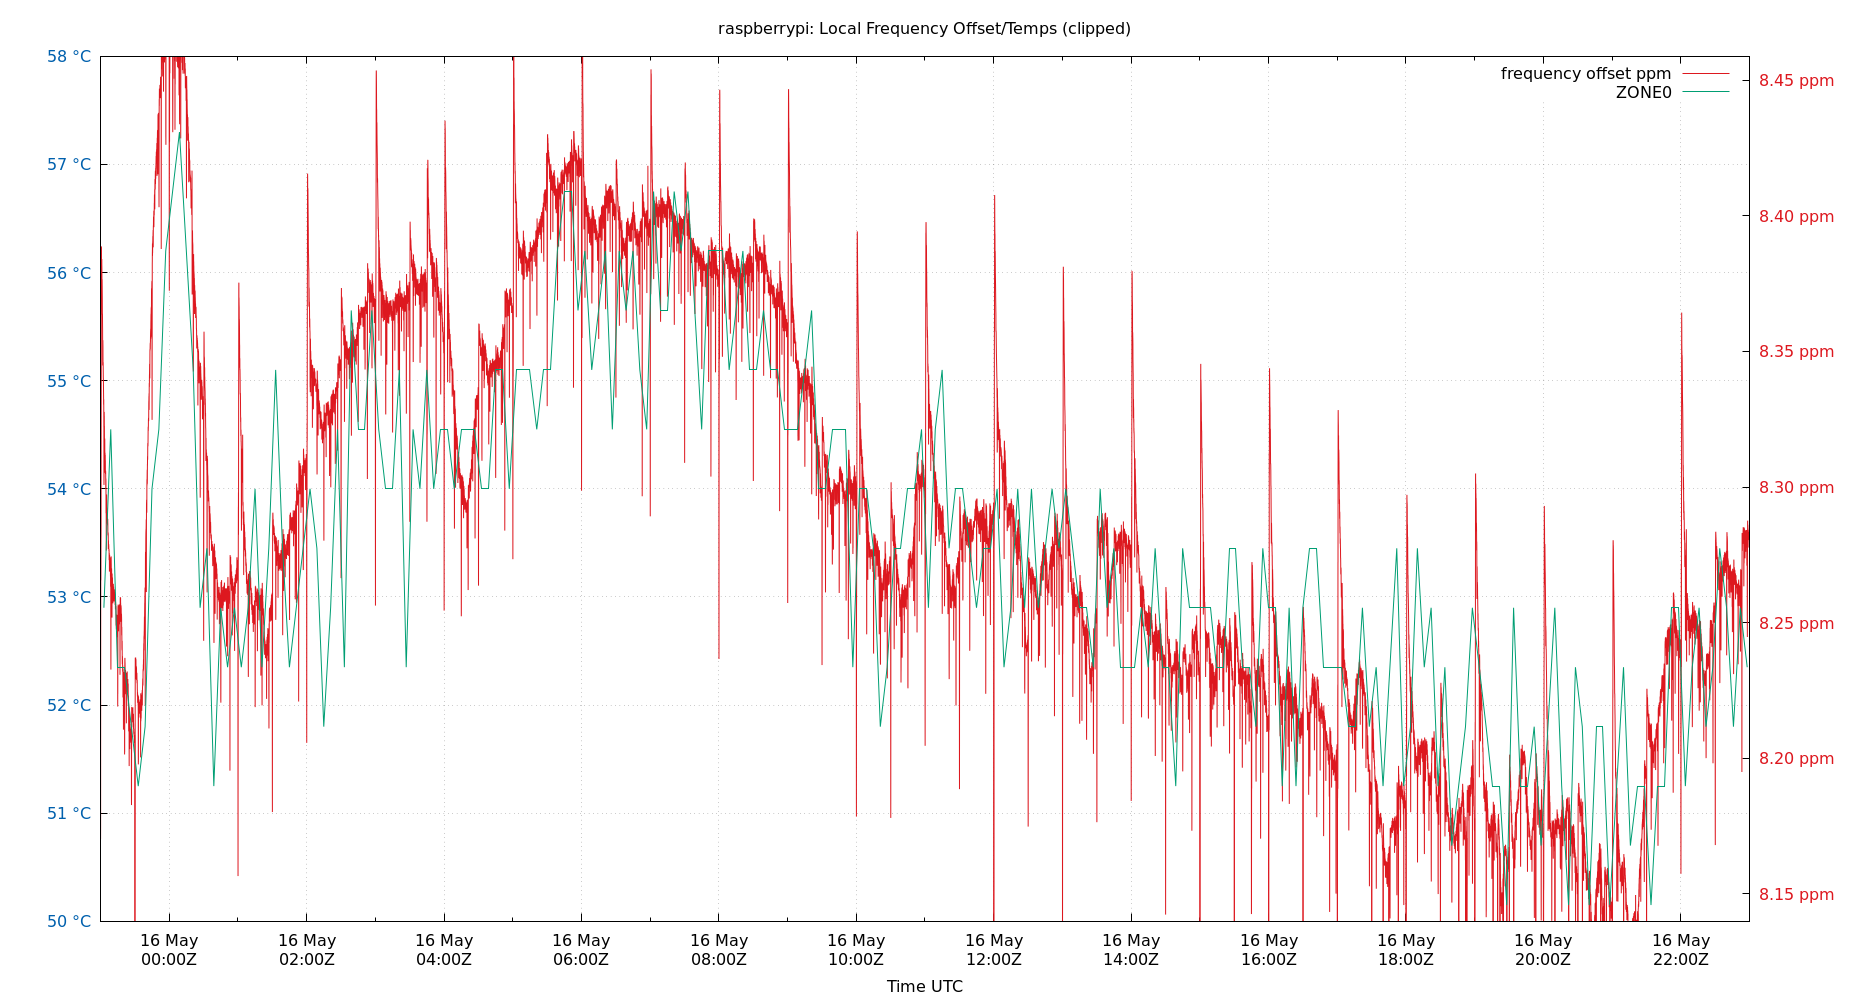 raspberrypi: Local Frequency Offset/Temps (clipped)
frequency offset ppm
ZONE0
58 °C
57 °C
56 °C
55 °C
54 °C
53 °C
52 °C
51 °C
50 °C
8.45 ppm
8.40 ppm
8.35 ppm
8.30 ppm
8.25 ppm
8.20 ppm
8.15 ppm
16 May
00:00Z
16 May
02:00Z
16 May
04:00Z
16 May
06:00Z
16 May
08:00Z
16 May
10:00Z
16 May
12:00Z
16 May
14:00Z
16 May
16:00Z
16 May
18:00Z
16 May
20:00Z
16 May
22:00Z
Time UTC